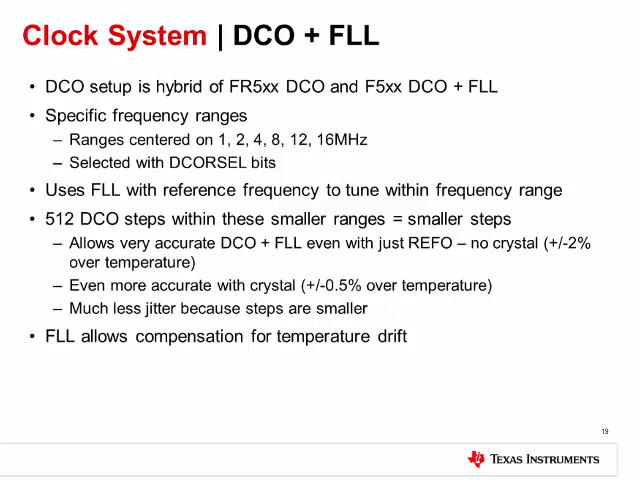 Clock System | DCO + FLL
• DCO setup is hybrid of FR5xx DCO and F5xx DCO + FLL
• Specific frequency ranges
– Ranges centered on 1, 2, 4, 8, 12, 16MHz
– Selected with DCORSEL bits
• Uses FLL with reference frequency to tune within frequency range
• 512 DCO steps within these smaller ranges = smaller steps
– Allows very accurate DCO + FLL even with just REFO – no crystal (+/-2%
over temperature)
– Even more accurate with crystal (+/-0.5% over temperature)
– Much less jitter because steps are smaller
• FLL allows compensation for temperature drift
19
TEXAS INSTRUMENTS